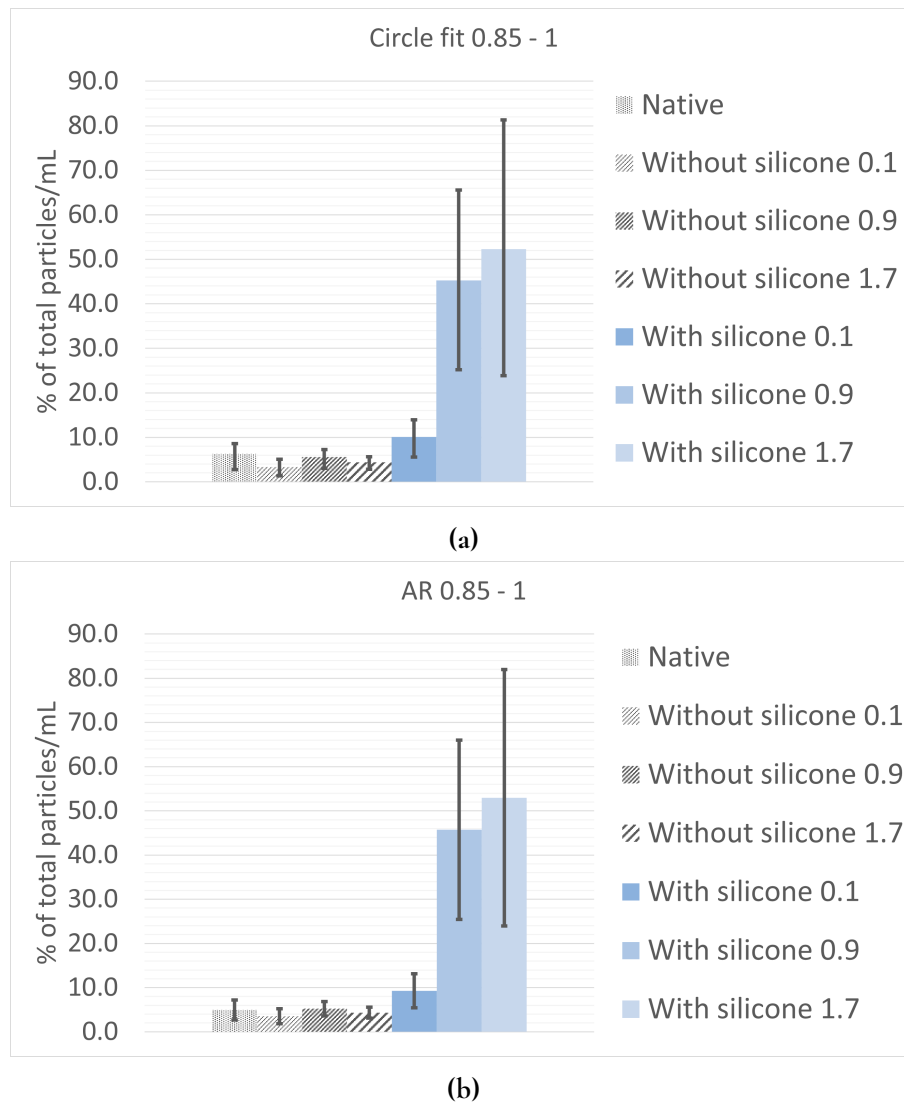 Circle fit 0.85 - 1
% of total particles/mL
90.0
80.0
70.0
60.0
50.0
40.0
30.0
20.0
10.0
0.0
Native
Without silicone 0.1
Without silicone 0.9
Without silicone 1.7
With silicone 0.1
With silicone 0.9
With silicone 1.7
(a)
AR 0.85 - 1
% of total particles/mL
90.0
80.0
70.0
60.0
50.0
40.0
30.0
20.0
10.0
0.0
Native
Without silicone 0.1
Without silicone 0.9
Without silicone 1.7
With silicone 0.1
With silicone 0.9
With silicone 1.7
(b)